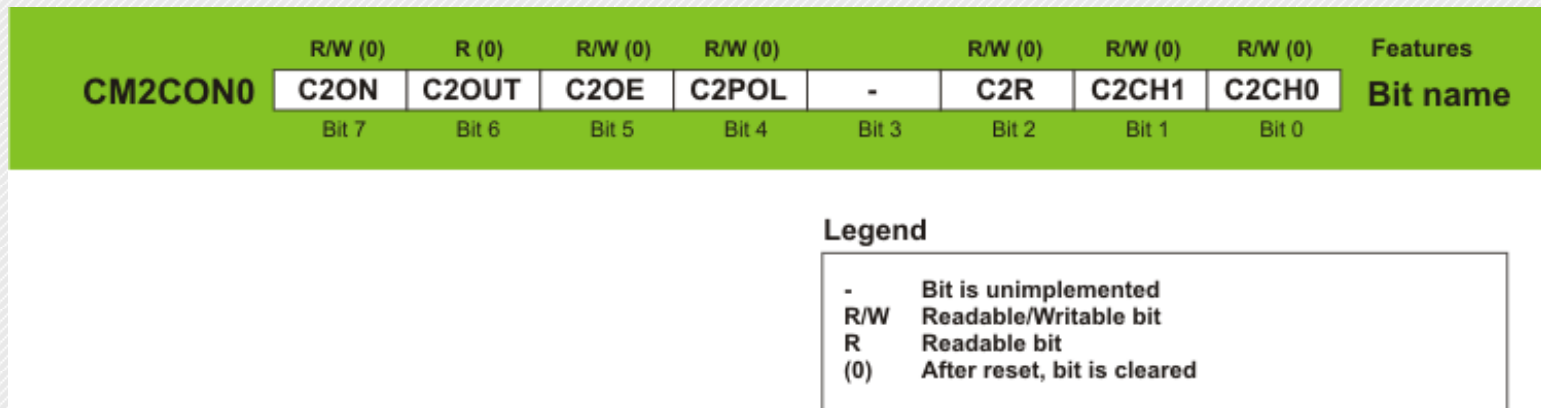 R/W (0) R (0) R/W (0) R/W (0) R/W (0) R/W (0) R/W (0) Features
CM2CON0 C2ON C2OUT C2OE C2POL - C2R C2CH1 C2CH0 Bit name
Bit 7 Bit 6 Bit 5 Bit 4 Bit 3 Bit 2 Bit 1 Bit 0
Legend
- Bit is unimplemented
R/W Readable/Writable bit
R Readable bit
(0) After reset, bit is cleared